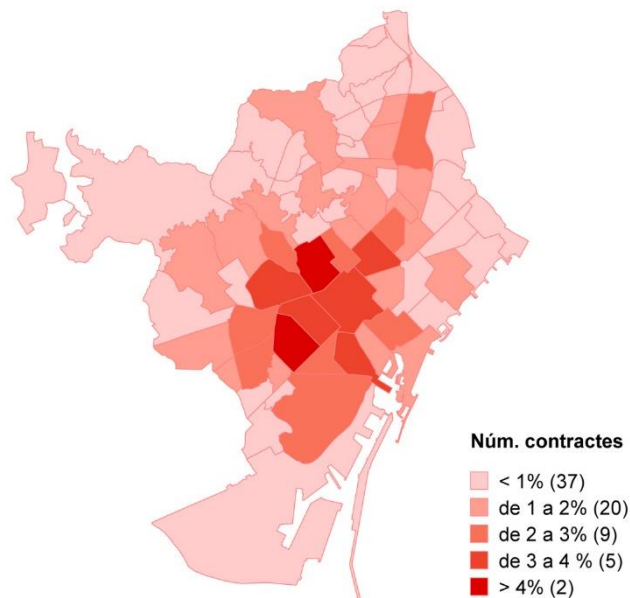 Núm. contractes
< 1% (37)
de 1 a 2% (20)
de 2 a 3% (9)
de 3 a 4 % (5)
> 4% (2)